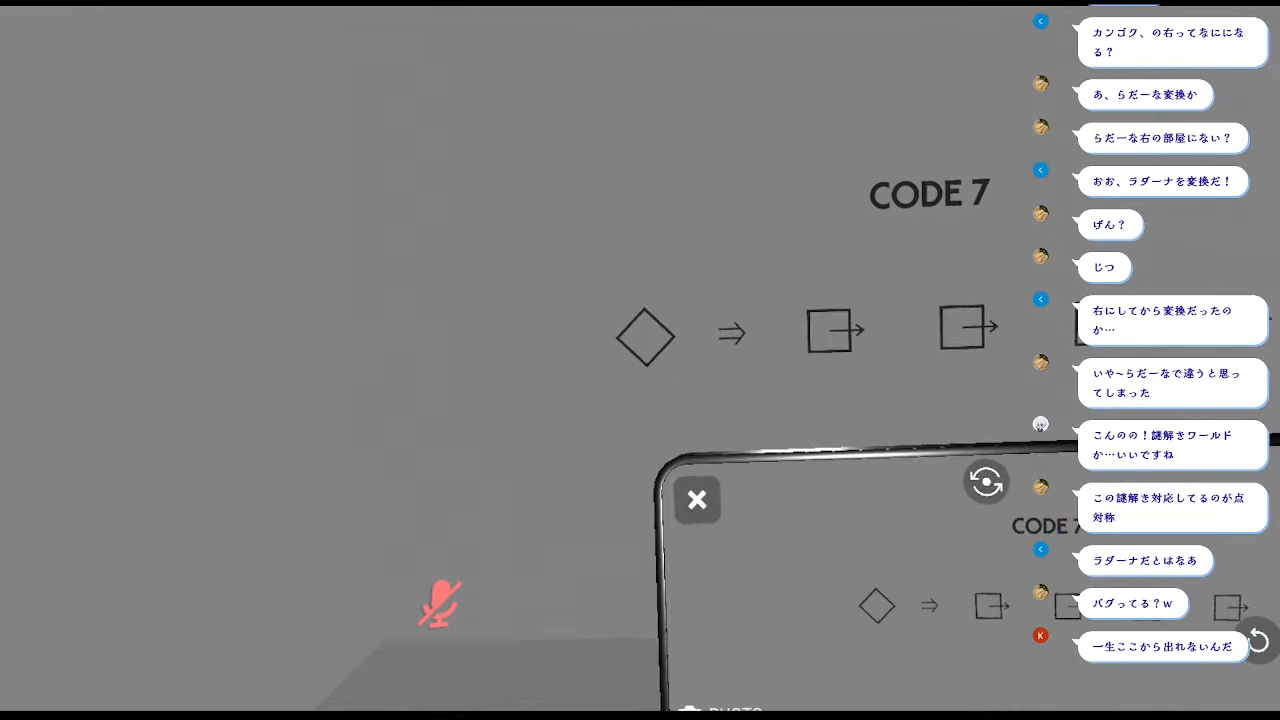 カンゴク、の右ってなににな
る？
あ、らだーな変換か
らだーな右の部屋にない？
おお、ラダーナを変換だ！
げん？
じつ
右にしてから変換だったの
か…
いや~らだーなで違うと思っ
てしまった
こんのの！謎解きワールド
か…いいですね
この謎解き対応してるのが点
対称
ラダーナだとはなあ
バグってる？w
K
一生ここから出れないんだ
CODE 7
CODE 7